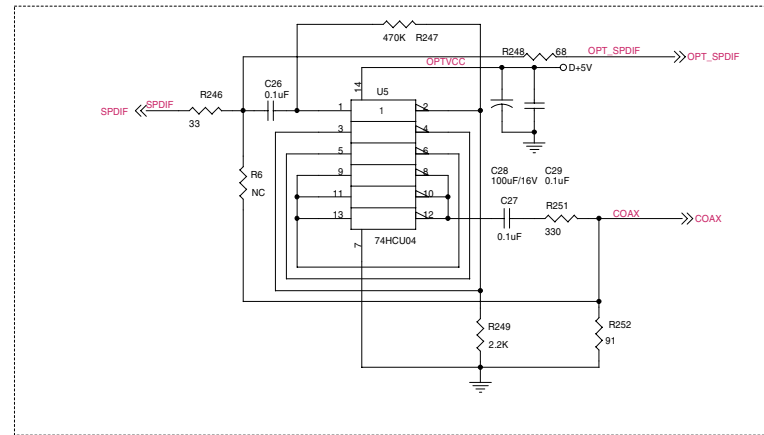 470K R247
R248 68 OPT_SPDIF OPT_SPDIF
OPTVCC D+5V
14
C26
0.1uF
U5
R246
SPDIF SPDIF
33
1 1 2
3 4
5 6
R6
NC
9 8
C28 C29
100uF/16V 0.1uF
11 10
C27
R251
13 12
COAX COAX
0.1uF
330
74HCU04
7
R249
2.2K
R252
91